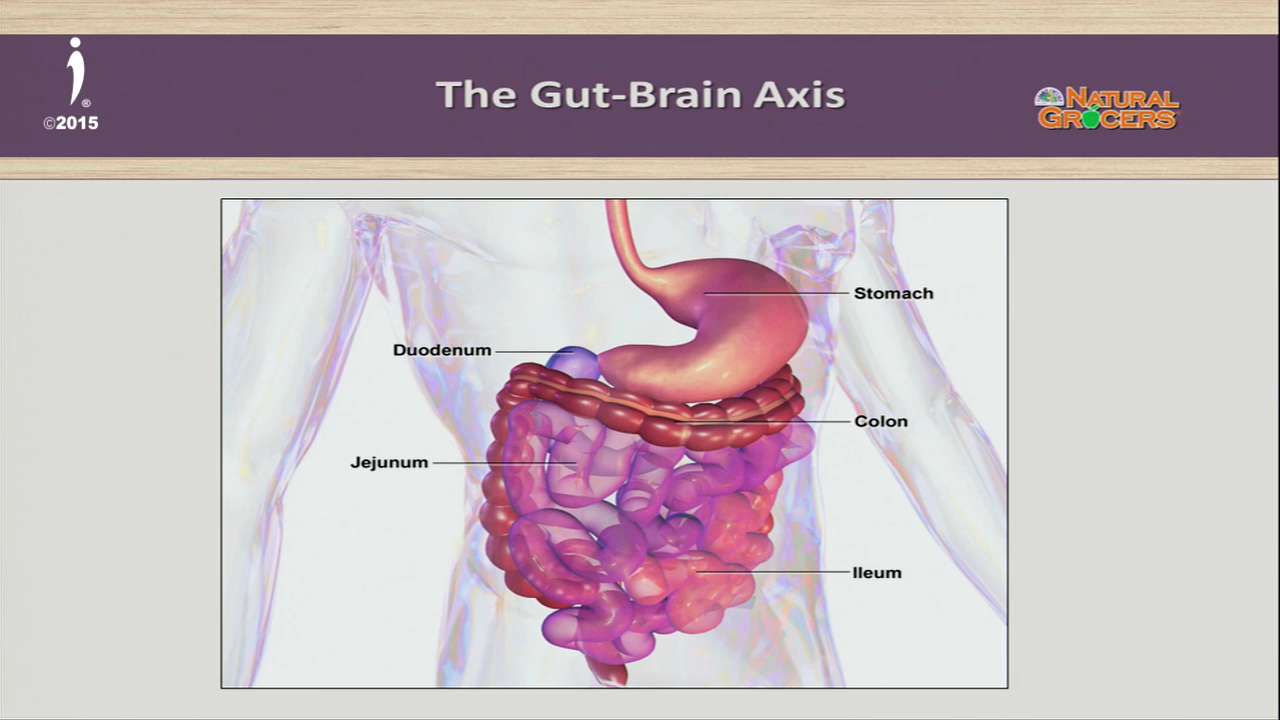 ®
©2015
The Gut-Brain Axis
NATURAL
GROCERS
Stomach
Duodenum
Colon
Jejunum
Ileum